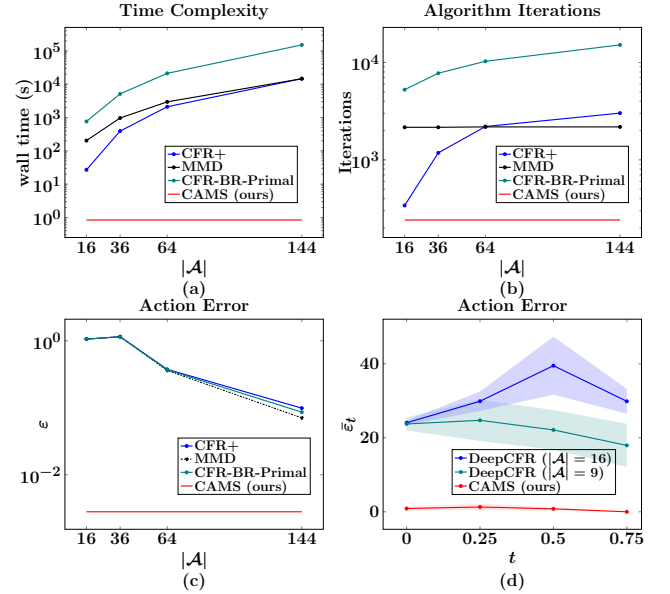 Time Complexity
wall time (s)
10^5
10^4
10^3
10^2
10^1
10^0
CFR+
MMD
CFR-BR-Primal
CAMS (ours)
16 36 64 144
|𝒜|
(a)
Algorithm Iterations
Iterations
10^4
10^3
CFR+
MMD
CFR-BR-Primal
CAMS (ours)
16 36 64 144
|𝒜|
(b)
Action Error
ε
10^0
10^−2
CFR+
MMD
CFR-BR-Primal
CAMS (ours)
16 36 64 144
|𝒜|
(c)
Action Error
ε̄_t
40
20
0
DeepCFR (|𝒜| = 16)
DeepCFR (|𝒜| = 9)
CAMS (ours)
0 0.25 0.5 0.75
t
(d)